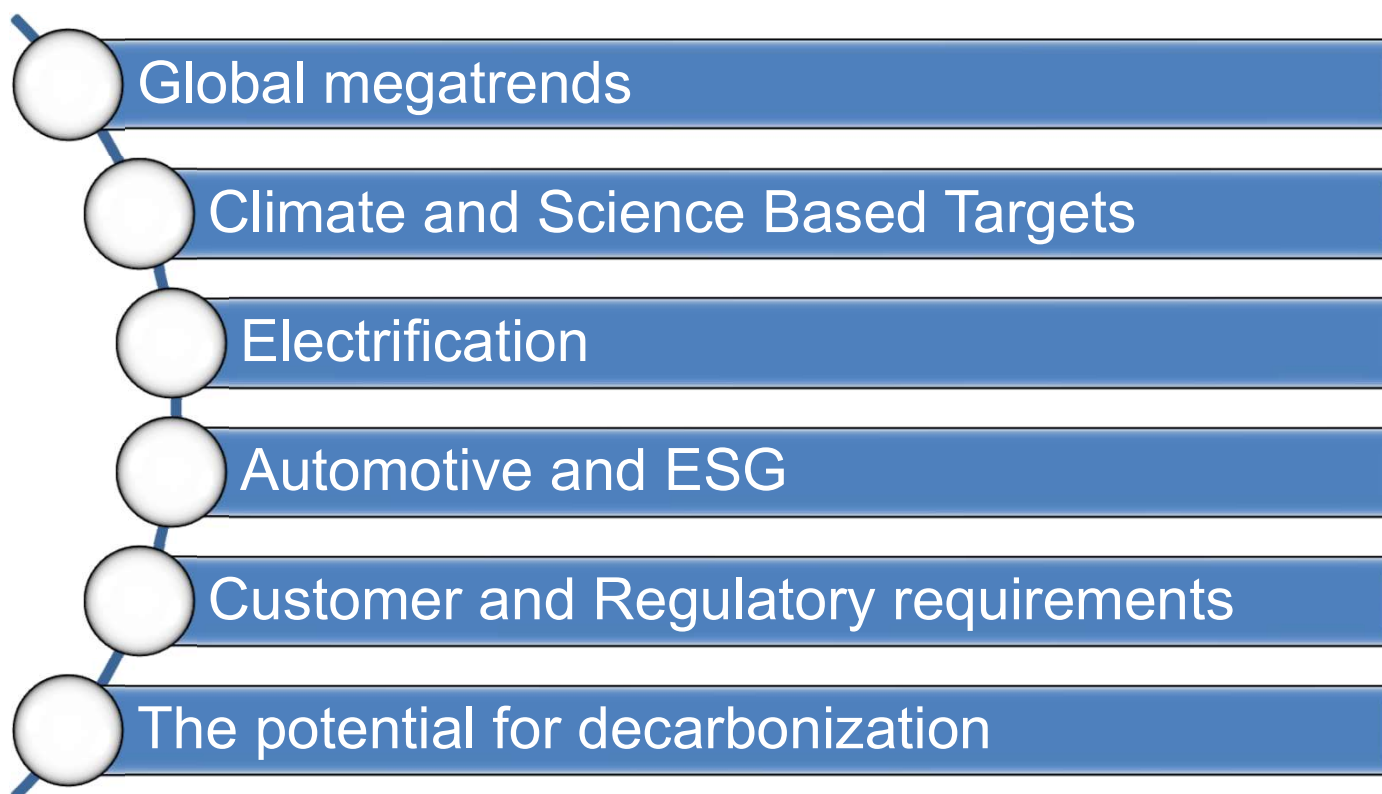 Global megatrends
Climate and Science Based Targets
Electrification
Automotive and ESG
Customer and Regulatory requirements
The potential for decarbonization